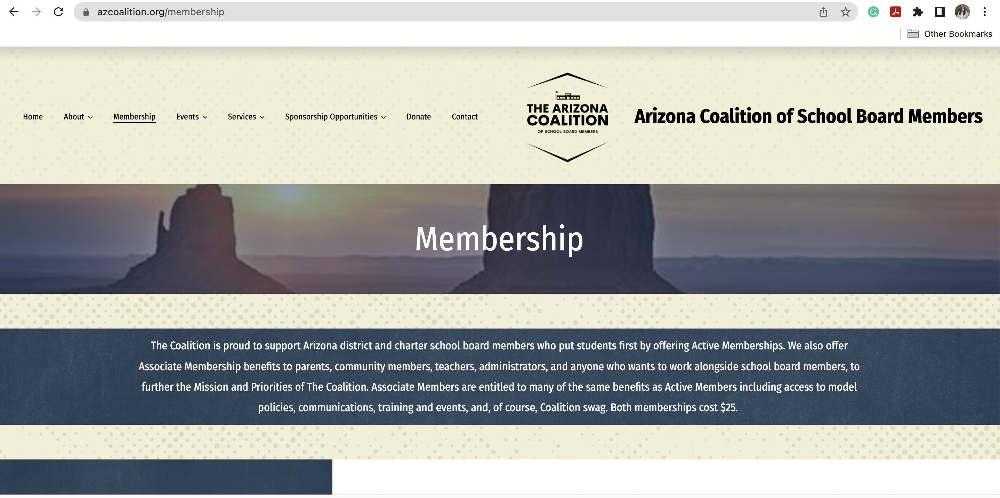 azcoalition.org/membership
Other Bookmarks
Home About Membership Events Services Sponsorship Opportunities Donate Contact
THE ARIZONA
COALITION
OF SCHOOL BOARD MEMBERS
Arizona Coalition of School Board Members
Membership
The Coalition is proud to support Arizona district and charter school board members who put students first by offering Active Memberships. We also offer
Associate Membership benefits to parents, community members, teachers, administrators, and anyone who wants to work alongside school board members, to
further the Mission and Priorities of The Coalition. Associate Members are entitled to many of the same benefits as Active Members including access to model
policies, communications, training and events, and, of course, Coalition swag. Both memberships cost $25.